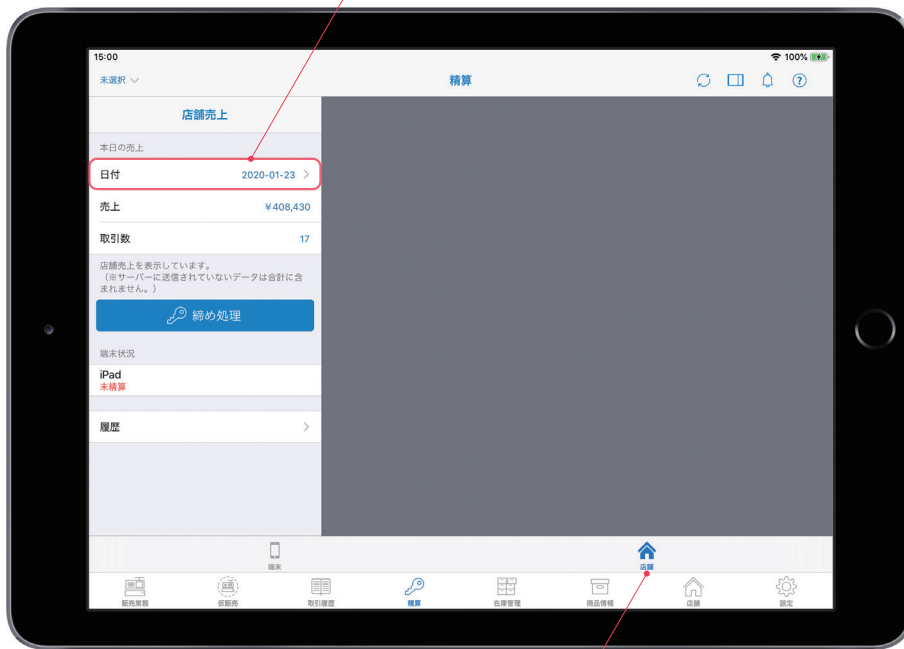 15:00
100%
未選択
精算
店舗売上
本日の売上
日付 2020-01-23
売上 ¥408,430
取引数 17
店舗売上を表示しています。
(※サーバーに送信されていないデータは合計に含
まれません。)
締め処理
端末状況
iPad
未精算
履歴
端末 店舗
販売業務 仮販売 取引履歴 精算 在庫管理 商品情報 店舗 設定